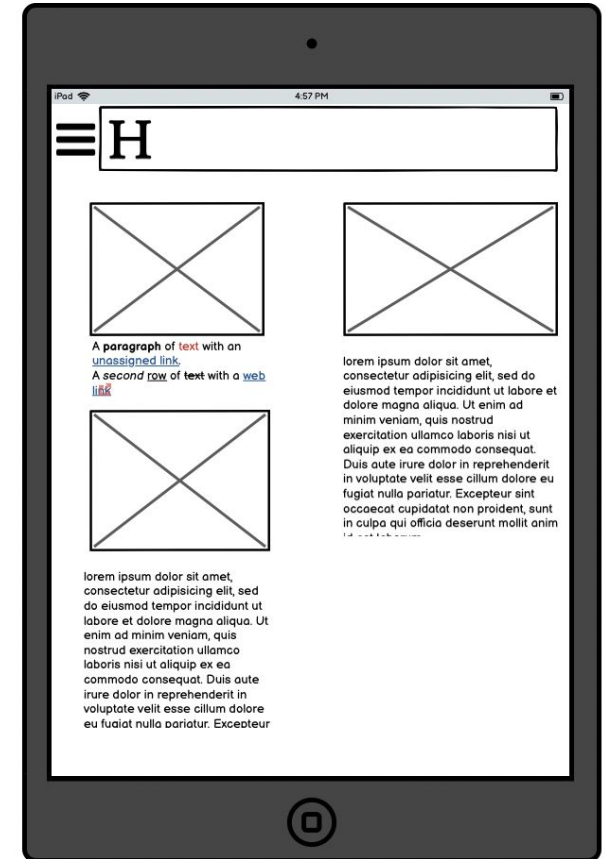 iPad
4:57 PM
H
A paragraph of text with an
unassigned link.
A second row of text with a web
link
lorem ipsum dolor sit amet,
consectetur adipisicing elit, sed
do eiusmod tempor incididunt ut
labore et dolore magna aliqua. Ut
enim ad minim veniam, quis
nostrud exercitation ullamco
laboris nisi ut aliquip ex ea
commodo consequat. Duis aute
irure dolor in reprehenderit in
voluptate velit esse cillum dolore
eu fugiat nulla pariatur. Excepteur
lorem ipsum dolor sit amet,
consectetur adipisicing elit, sed do
eiusmod tempor incididunt ut labore et
dolore magna aliqua. Ut enim ad
minim veniam, quis nostrud
exercitation ullamco laboris nisi ut
aliquip ex ea commodo consequat.
Duis aute irure dolor in reprehenderit
in voluptate velit esse cillum dolore eu
fugiat nulla pariatur. Excepteur sint
occaecat cupidatat non proident, sunt
in culpa qui officia deserunt mollit anim